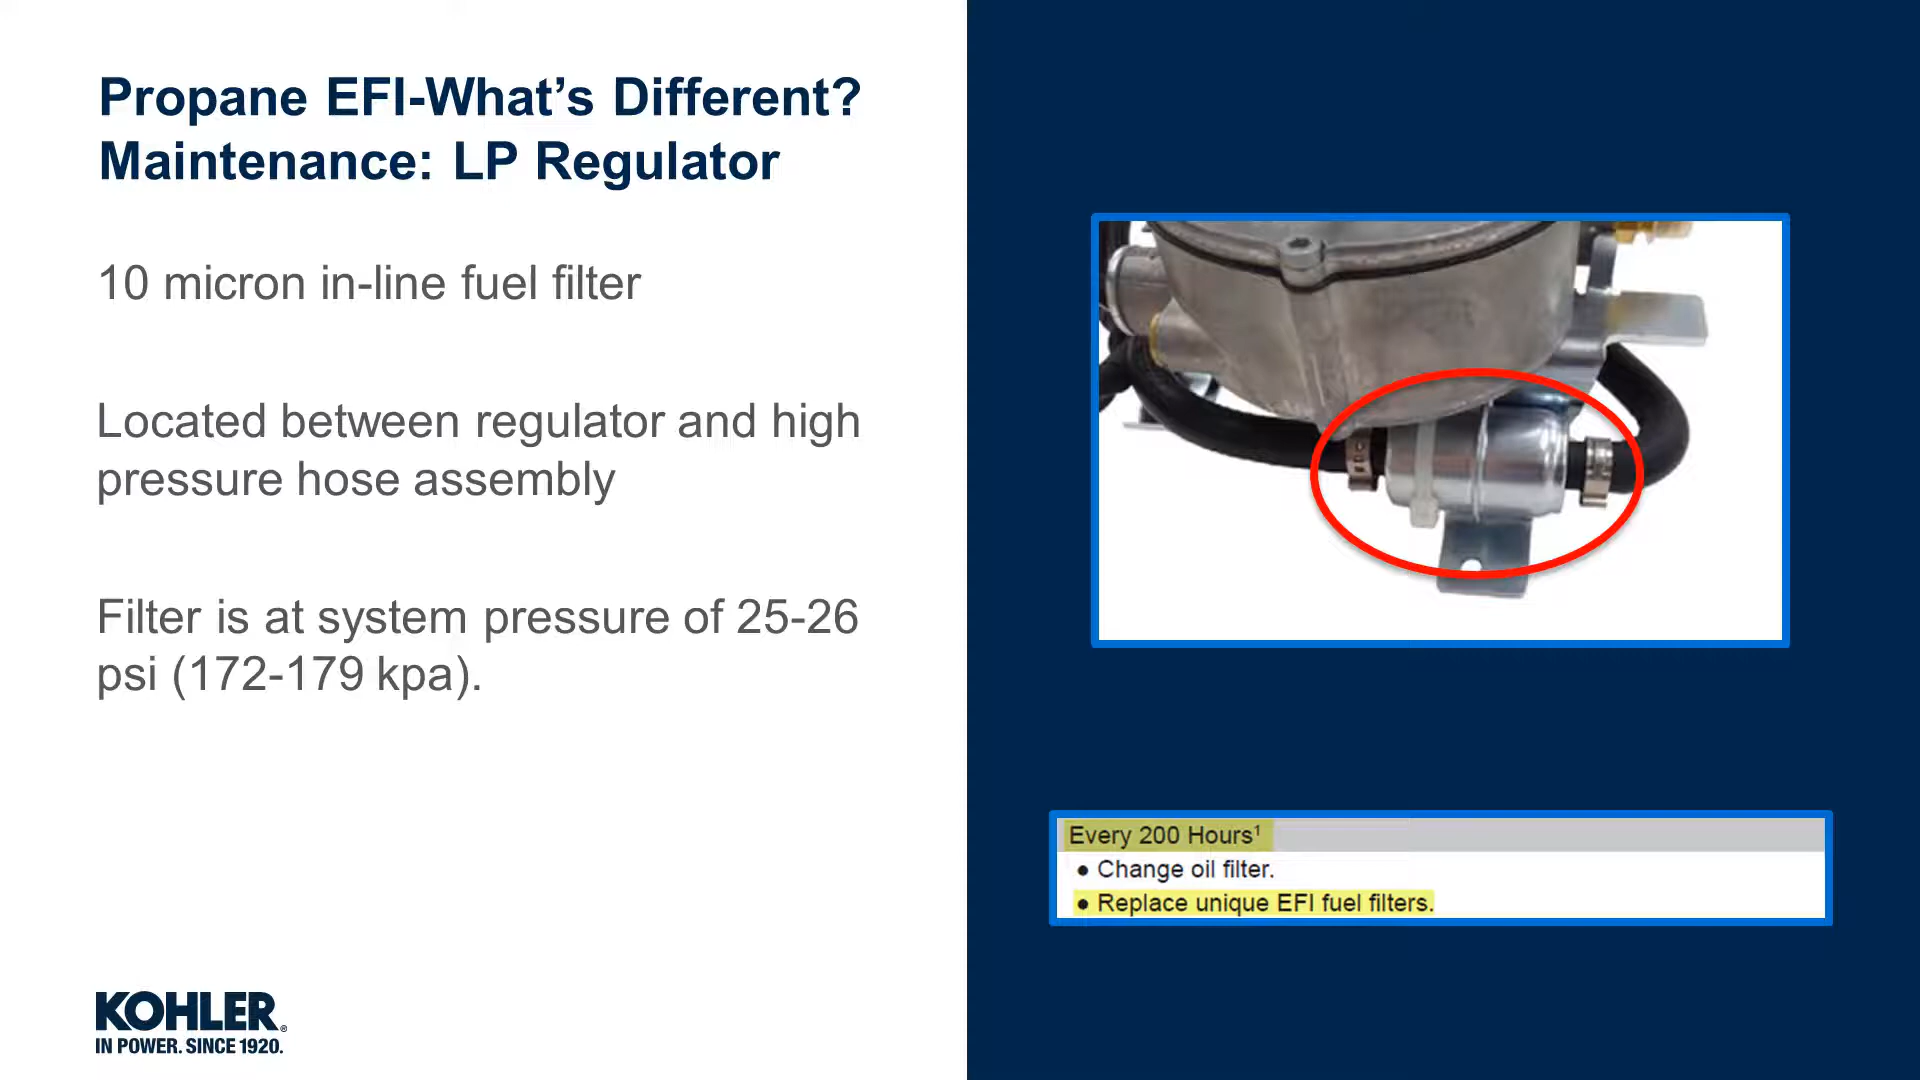 Propane EFI-What's Different?
Maintenance: LP Regulator
10 micron in-line fuel filter
Located between regulator and high
pressure hose assembly
Filter is at system pressure of 25-26
psi (172-179 kpa).
Every 200 Hours¹
● Change oil filter.
● Replace unique EFI fuel filters.
KOHLER®
IN POWER. SINCE 1920.